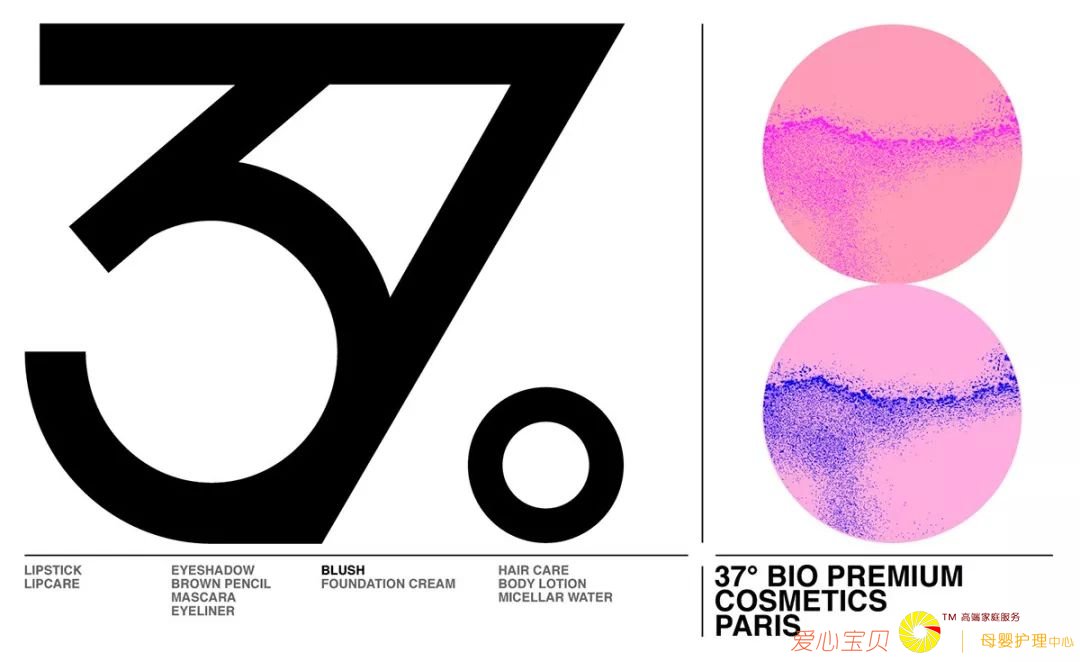 37°
LIPSTICK
LIPCARE
EYESHADOW
BROWN PENCIL
MASCARA
EYELINER
BLUSH
FOUNDATION CREAM
HAIR CARE
BODY LOTION
MICELLAR WATER
37° BIO PREMIUM
COSMETICS
PARIS
爱心宝贝
TM 高端家庭服务
母婴护理中心